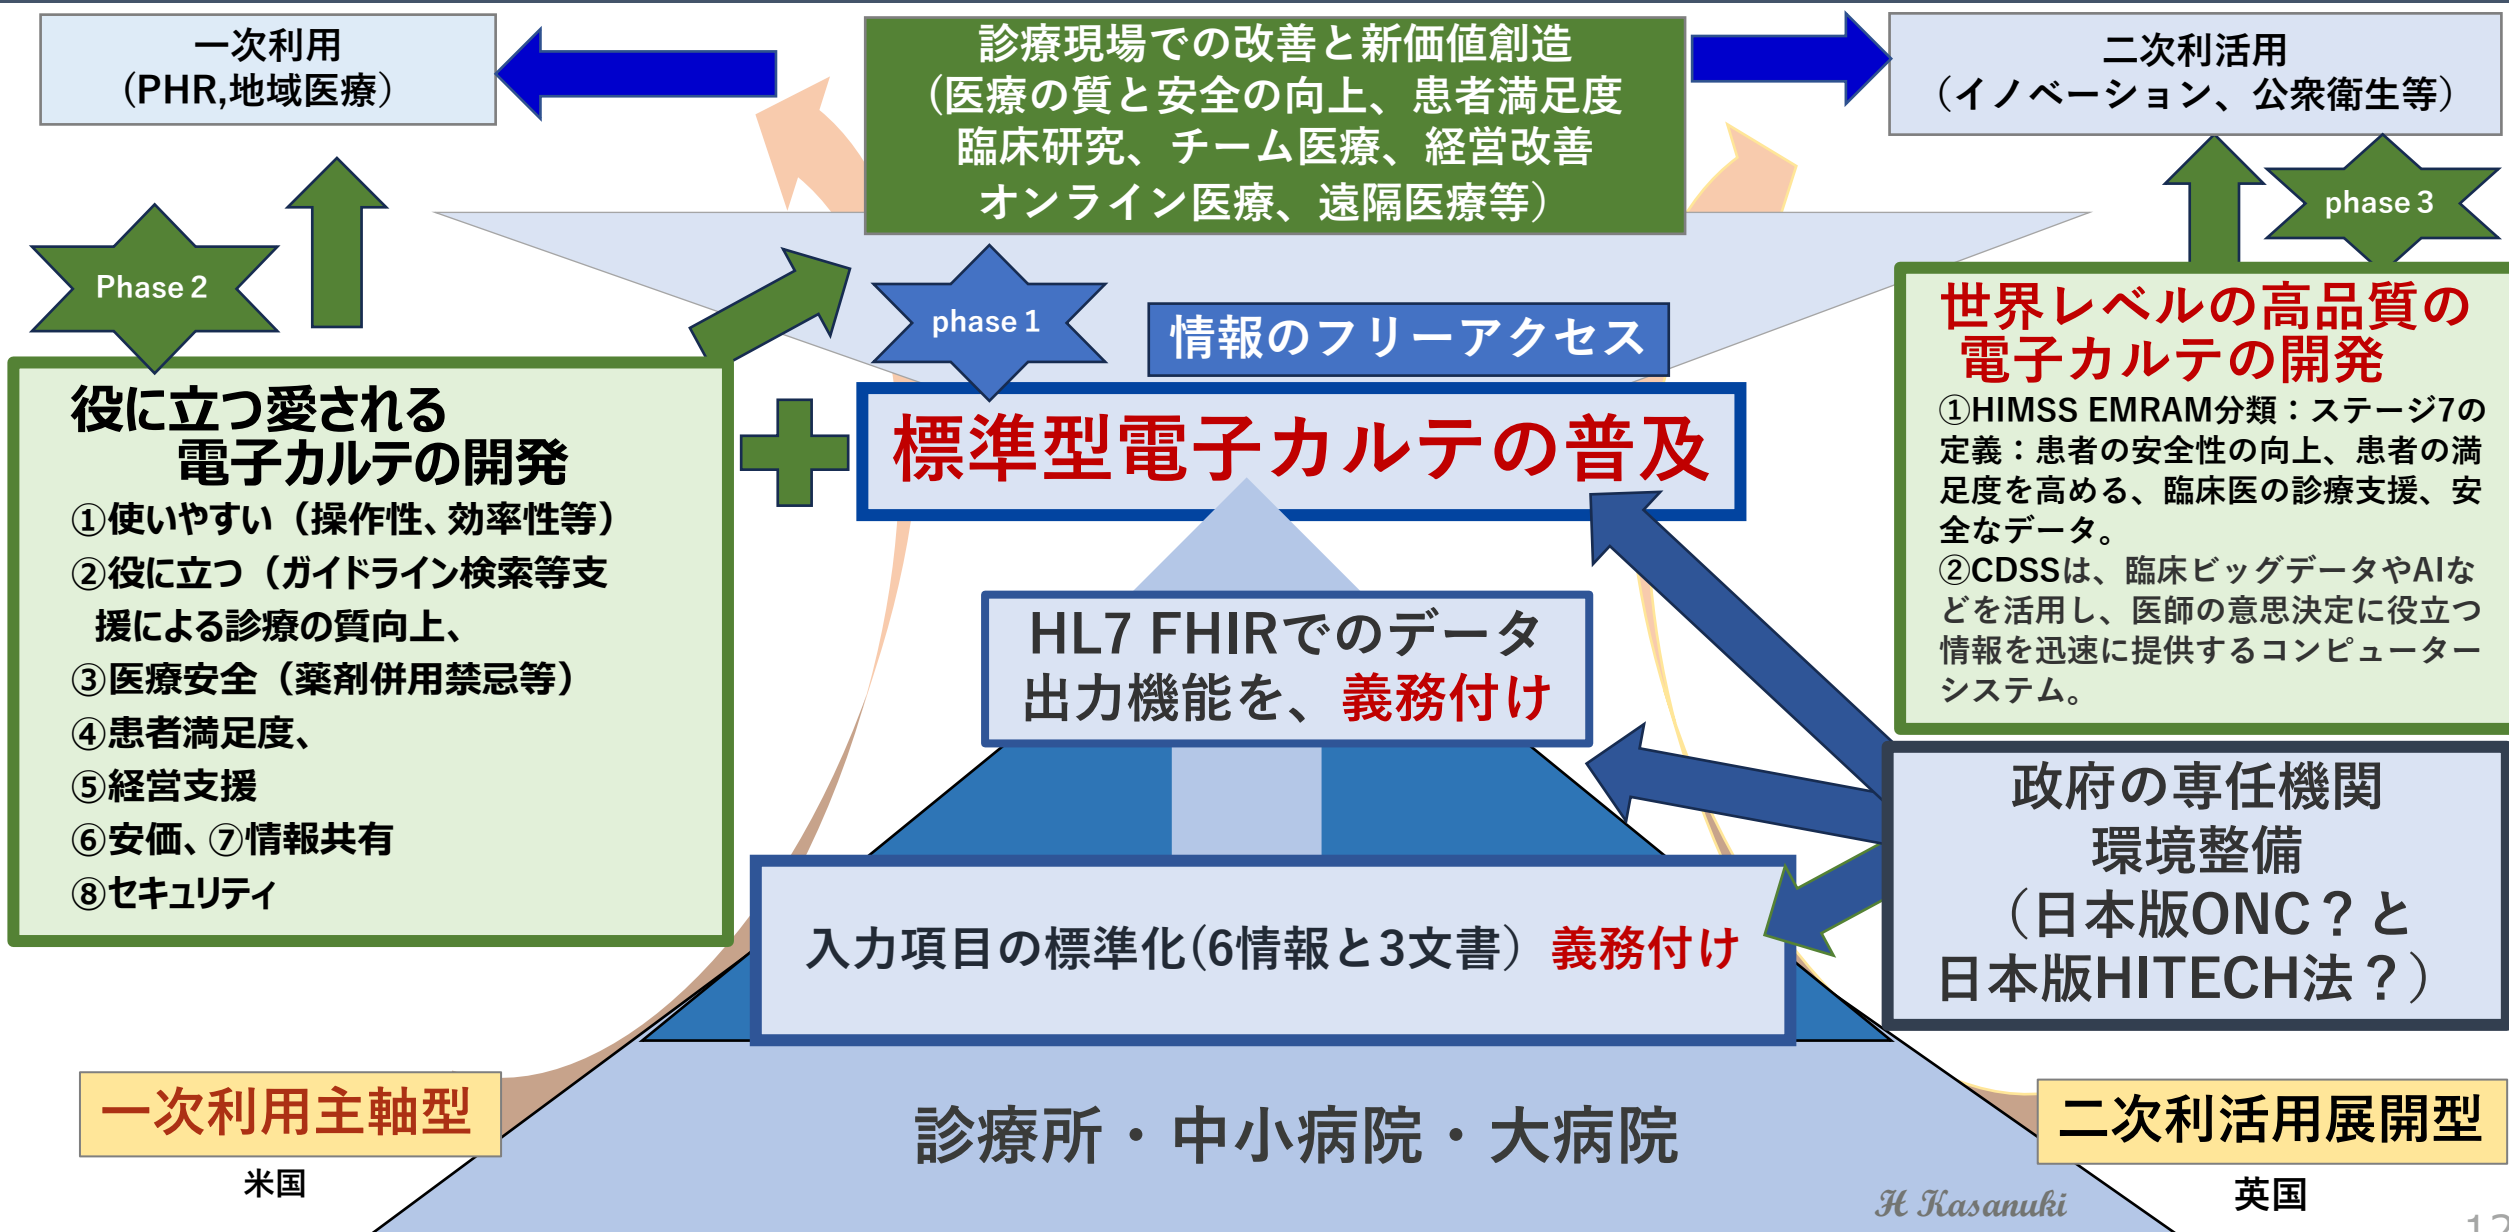 一次利用
(PHR,地域医療）
診療現場での改善と新価値創造
（医療の質と安全の向上、患者満足度
臨床研究、チーム医療、経営改善
オンライン医療、遠隔医療等）
二次利活用
（イノベーション、公衆衛生等）
Phase 2
phase 1
phase 3
情報のフリーアクセス
標準型電子カルテの普及
役に立つ愛される
電子カルテの開発
①使いやすい（操作性、効率性等）
②役に立つ（ガイドライン検索等支
援による診療の質向上、
③医療安全（薬剤併用禁忌等）
④患者満足度、
⑤経営支援
⑥安価、⑦情報共有
⑧セキュリティ
世界レベルの高品質の
電子カルテの開発
①HIMSS EMRAM分類：ステージ7の
定義：患者の安全性の向上、患者の満
足度を高める、臨床医の診療支援、安
全なデータ。
②CDSSは、臨床ビッグデータやAIな
どを活用し、医師の意思決定に役立つ
情報を迅速に提供するコンピューター
システム。
HL7 FHIRでのデータ
出力機能を、義務付け
政府の専任機関
環境整備
（日本版ONC？と
日本版HITECH法？）
入力項目の標準化(6情報と3文書）義務付け
一次利用主軸型
米国
診療所・中小病院・大病院
二次利活用展開型
英国
H Kasanuki
12